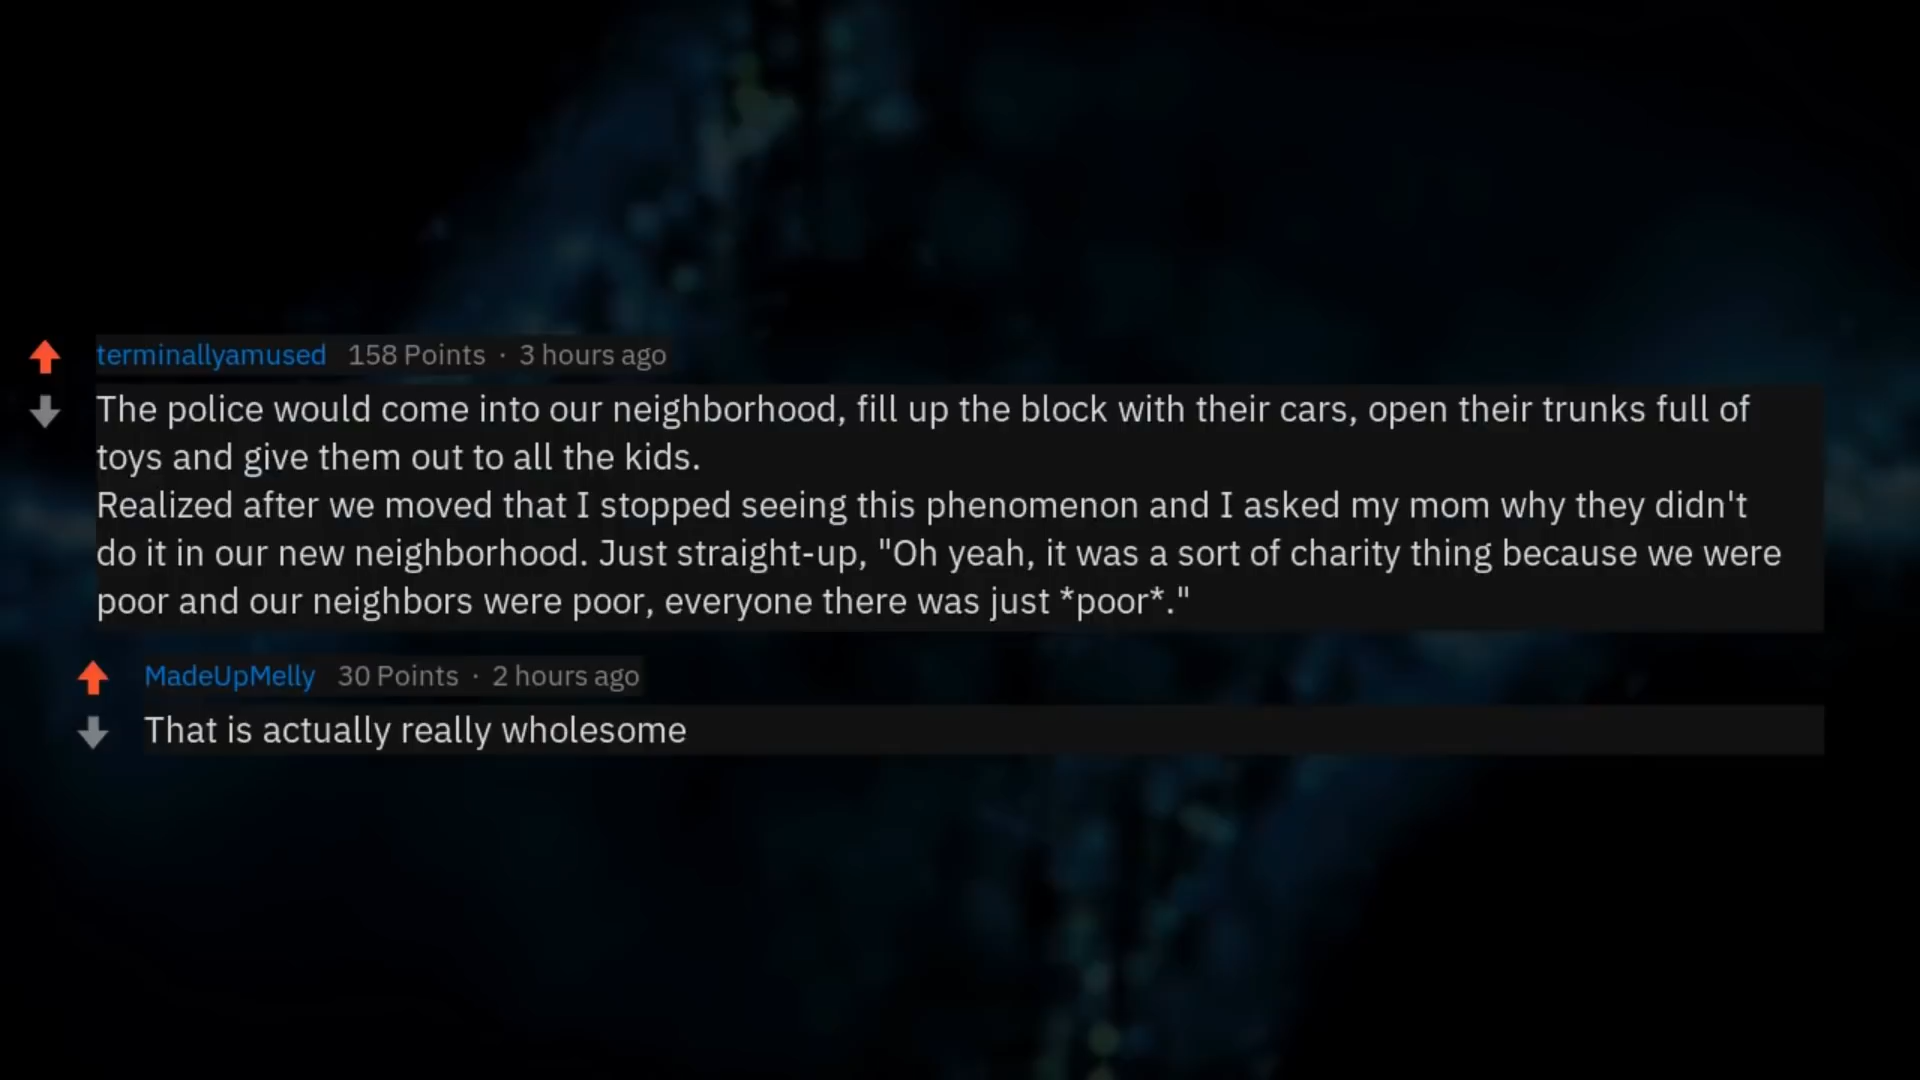 terminallyamused 158 Points · 3 hours ago
The police would come into our neighborhood, fill up the block with their cars, open their trunks full of
toys and give them out to all the kids.
Realized after we moved that I stopped seeing this phenomenon and I asked my mom why they didn't
do it in our new neighborhood. Just straight-up, "Oh yeah, it was a sort of charity thing because we were
poor and our neighbors were poor, everyone there was just *poor*."
MadeUpMelly 30 Points · 2 hours ago
That is actually really wholesome